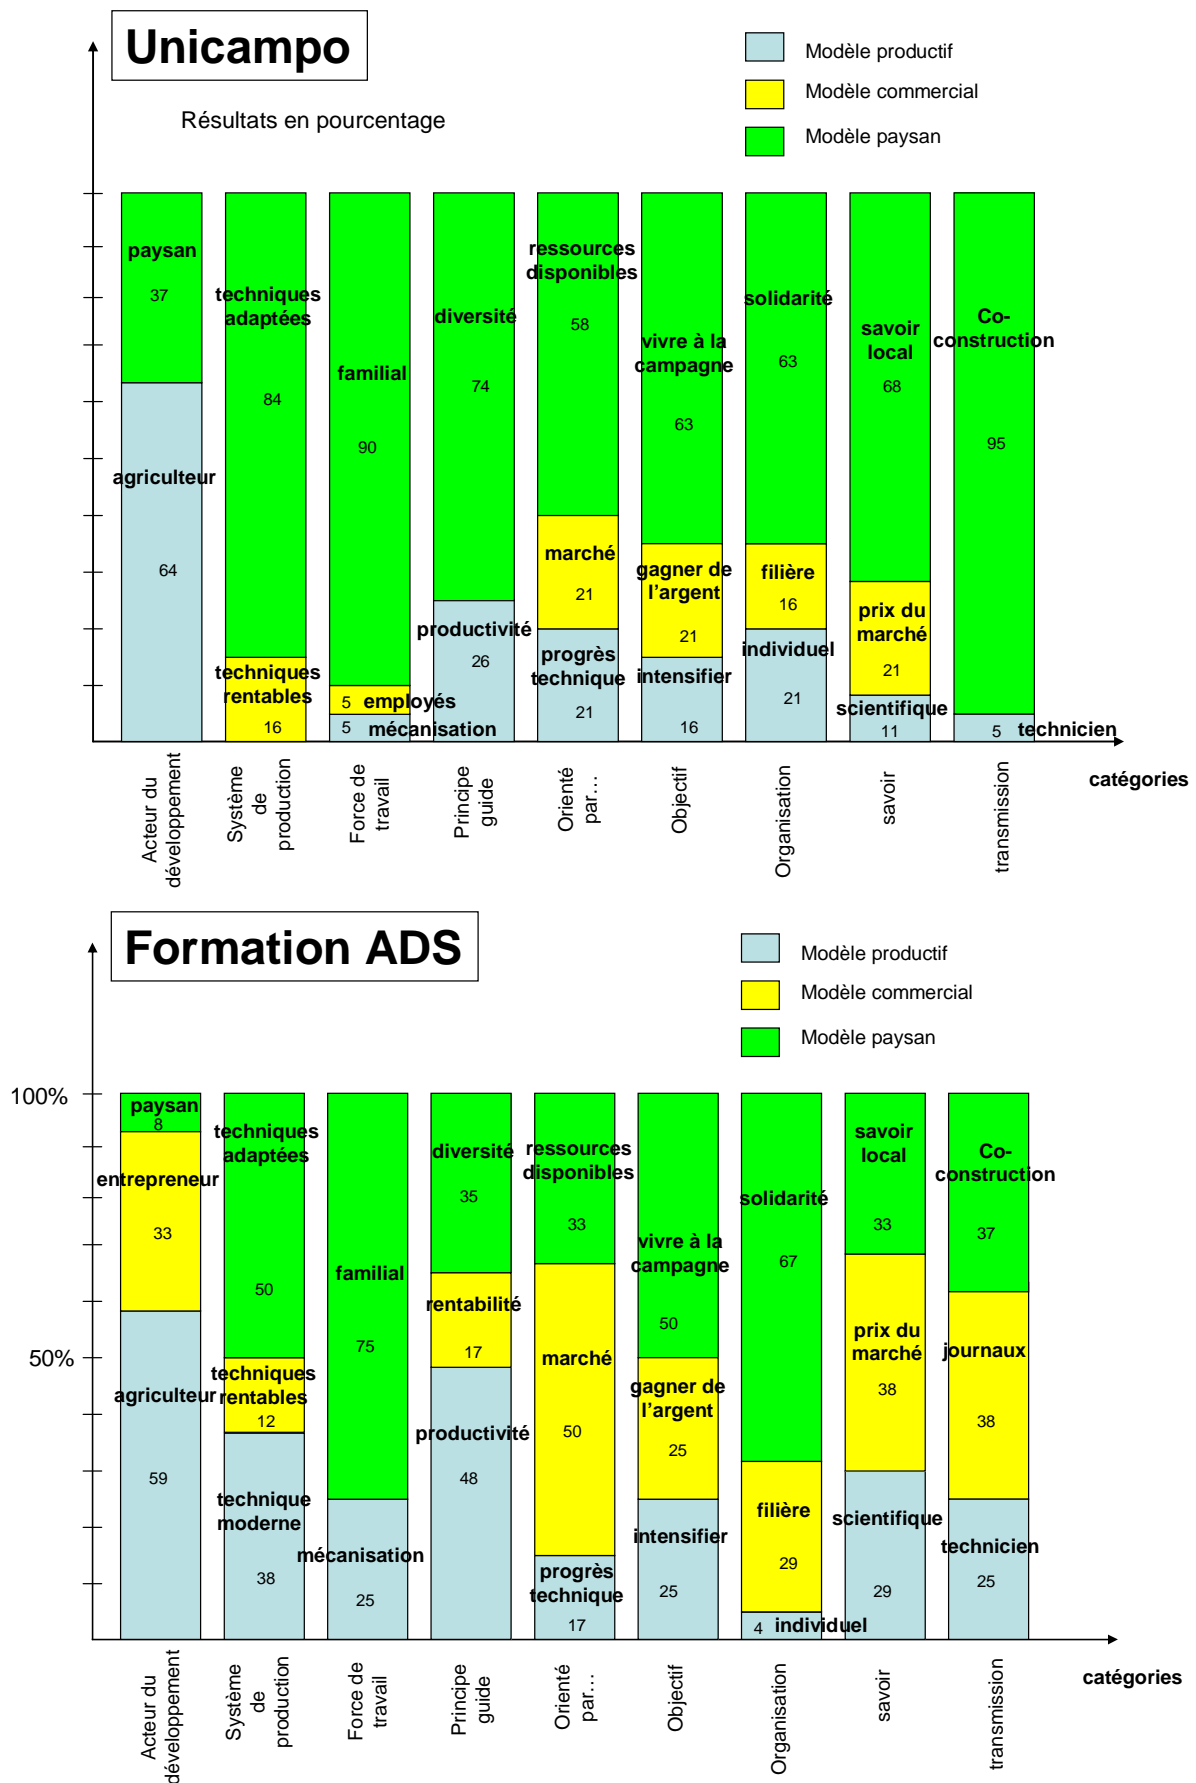 Unicampo
Résultats en pourcentage
Modèle productif
Modèle commercial
Modèle paysan
paysan
37
agriculteur
64
techniques
adaptées
84
techniques
rentables
16
familial
90
5 employés
5 mécanisation
diversité
74
productivité
26
ressources
disponibles
58
marché
21
progrès
technique
21
vivre à la
campagne
63
gagner de
l'argent
21
intensifier
16
solidarité
63
filière
16
individuel
21
savoir
local
68
prix du
marché
21
scientifique
11
Co-
construction
95
5 technicien
catégories
Acteur du
développement
Système
de
production
Force de
travail
Principe
guide
Orienté
par...
Objectif
Organisation
savoir
transmission
Formation ADS
Modèle productif
Modèle commercial
Modèle paysan
100%
50%
paysan
8
entrepreneur
33
agriculteur
59
techniques
adaptées
50
techniques
rentables
12
technique
moderne
38
familial
75
mécanisation
25
diversité
35
rentabilité
17
productivité
48
ressources
disponibles
33
marché
50
progrès
technique
17
vivre à la
campagne
50
gagner de
l'argent
25
intensifier
25
solidarité
67
filière
29
4 individuel
savoir
local
33
prix du
marché
38
scientifique
29
Co-
construction
37
journaux
38
technicien
25
catégories
Acteur du
développement
Système
de
production
Force de
travail
Principe
guide
Orienté
par...
Objectif
Organisation
savoir
transmission